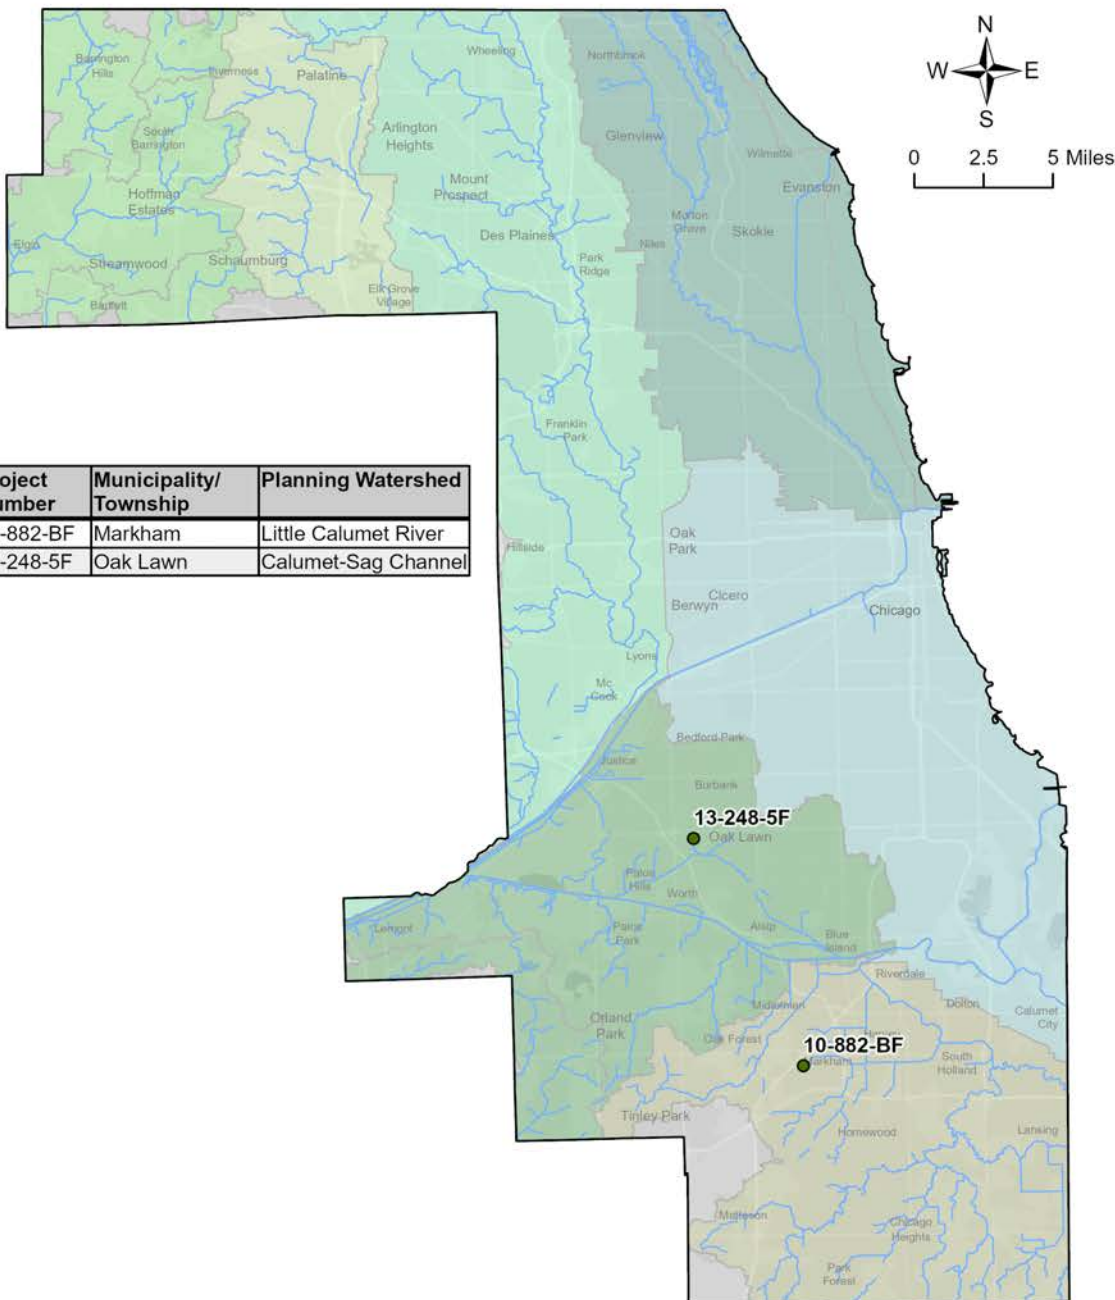 N
W E
S
0 2.5 5 Miles
Barrington
Hills
Inverness
Palatine
Wheeling
Northbrook
South
Barrington
Arlington
Heights
Glenview
Wilmette
Hoffman
Estates
Mount
Prospect
Evanston
Morton
Grove
Skokie
Elgin
Streamwood
Schaumburg
Des Plaines
Niles
Park
Ridge
Bartlett
Elk Grove
Village
Franklin
Park
oject
umber
Municipality/
Township
Planning Watershed
-882-BF Markham Little Calumet River
-248-5F Oak Lawn Calumet-Sag Channel
Hillside
Oak
Park
Berwyn
Cicero
Chicago
Lyons
Mc
Cook
Bedford Park
Justice
Burbank
13-248-5F
Oak Lawn
Palos
Hills
Worth
Lemont
Palos
Park
Alsip
Blue
Island
Riverdale
Orland
Park
Midlothian
Dolton
Calumet
City
Oak Forest
Harvey
10-882-BF
Markham
South
Holland
Tinley Park
Homewood
Lansing
Matteson
Chicago
Heights
Park
Forest